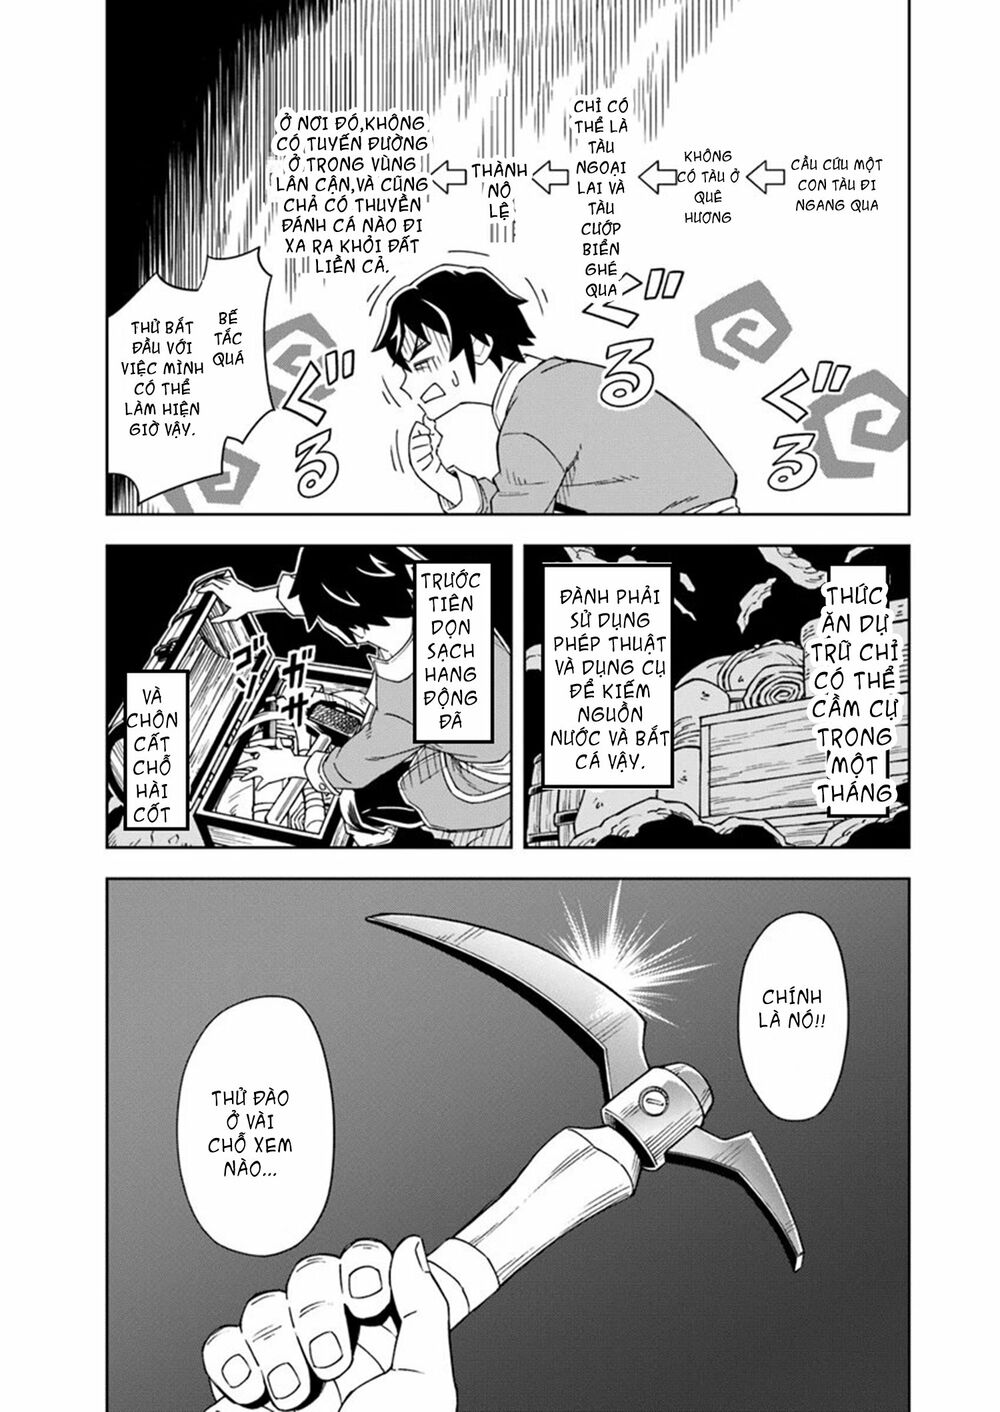 CẦU CỨU MỘT
CON TÀU ĐI
NGANG QUA
KHÔNG
CÓ TÀU Ở
QUÊ
HƯƠNG
CHỈ CÓ
THỂ LÀ
TÀU
NGOẠI
LAI VÀ
TÀU
CƯỚP
BIỂN
GHÉ
QUA
THÀNH
NÔ
LỆ
Ở NƠI ĐÓ,KHÔNG
CÓ TUYẾN ĐƯỜNG
Ở TRONG VÙNG
LÂN CẬN,VÀ CŨNG
CHẢ CÓ THUYỀN
ĐÁNH CÁ NÀO ĐI
XA RA KHỎI ĐẤT
LIỀN CẢ.
ぐる
ぐる
BẾ
TẮC
QUÁ
THỬ BẮT
ĐẦU VỚI
VIỆC MÌNH
CÓ THỂ
LÀM HIỆN
GIỜ VẬY.
THỨC
ĂN DỰ
TRỮ CHỈ
CÓ THỂ
CẦM CỰ
TRONG
MỘT
THÁNG
ĐÀNH PHẢI
SỬ DỤNG
PHÉP THUẬT
VÀ DỤNG CỤ
ĐỂ KIẾM
NGUỒN
NƯỚC VÀ BẮT
CÁ VẬY.
TRƯỚC
TIÊN
DỌN
SẠCH
HANG
ĐỘNG
ĐÃ
ガサ
ガサ
VÀ
CHÔN
CẤT
CHỖ
HÀI
CỐT
CHÍNH
LÀ NÓ!!
THỬ ĐÀO
Ở VÀI
CHỖ XEM
NÀO...